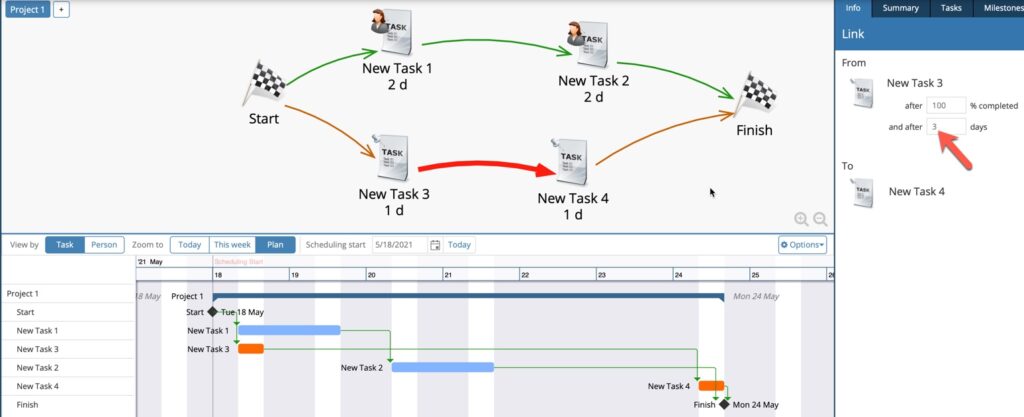 Project 1 +
Info Summary Tasks Milestones
Link
From
New Task 3
after 100 % completed
and after 3 days
To
New Task 4
TASK
New Task 1
2 d
TASK
New Task 2
2 d
Start
Finish
TASK
New Task 3
1 d
TASK
New Task 4
1 d
View by Task Person Zoom to Today This week Plan Scheduling start 5/18/2021 Today Options
'21 May Scheduling Start
18 19 20 21 22 23 24 25 26
Project 1 18 May Project 1 Mon 24 May
Start Start Tue 18 May
New Task 1 New Task 1
New Task 3 New Task 3
New Task 2 New Task 2
New Task 4 New Task 4
Finish Finish Mon 24 May